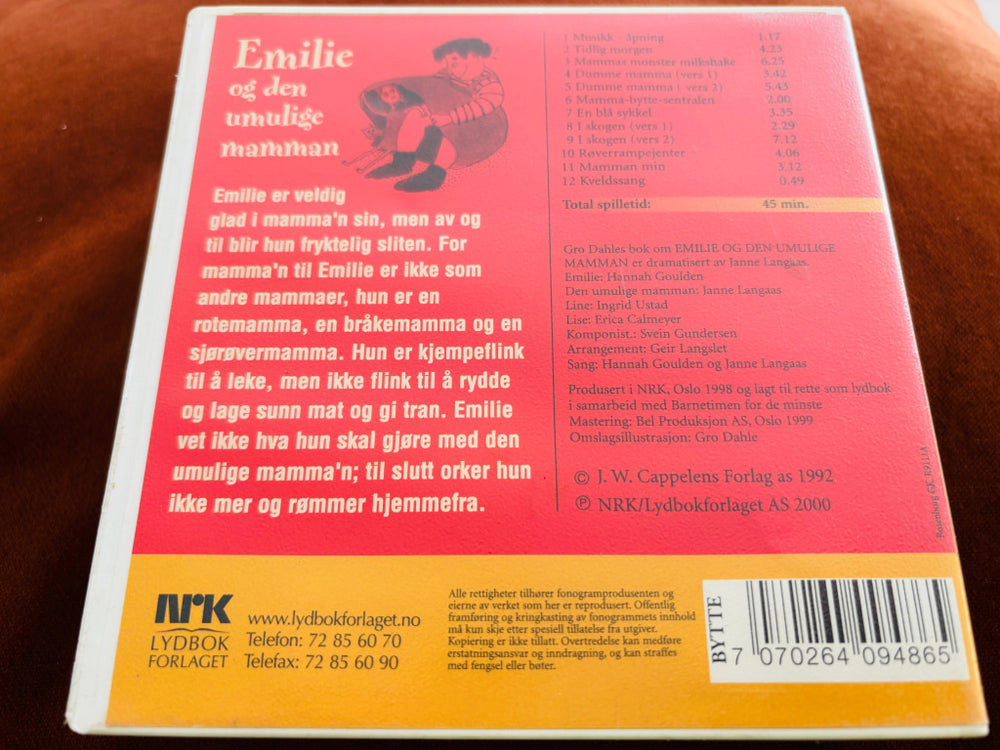 Emilie
og den
umulige
mamman
Emilie er veldig
glad i mamma'n sin, men av og
til blir hun fryktelig sliten. For
mamma'n til Emilie er ikke som
andre mammaer, hun er en
rotemamma, en bråkemamma og en
sjørøvermamma. Hun er kjempeflink
til å leke, men ikke flink til å rydde
og lage sunn mat og gi tran. Emilie
vet ikke hva hun skal gjøre med den
umulige mamma'n; til slutt orker hun
ikke mer og rømmer hjemmefra.
1 Musikk - åpning 1.17
2 Tidlig morgen 4.23
3 Mammas monster milkshake 6.25
4 Dumme mamma (vers 1) 3.42
5 Dumme mamma ( vers 2) 5.43
6 Mamma-bytte-sentralen 2.00
7 En blå sykkel 3.35
8 I skogen (vers 1) 2.29
9 I skogen (vers 2) 7.12
10 Røverrampejenter 4.06
11 Mamman min 3.12
12 Kveldssang 0.49
Total spilletid: 45 min.
Gro Dahles bok om EMILIE OG DEN UMULIGE
MAMMAN er dramatisert av Janne Langaas.
Emilie: Hannah Goulden
Den umulige mamman: Janne Langaas
Line: Ingrid Ustad
Lise: Erica Calmeyer
Komponist.: Svein Gundersen
Arrangement: Geir Langslet
Sang: Hannah Goulden og Janne Langaas
Produsert i NRK, Oslo 1998 og lagt til rette som lydbok
i samarbeid med Barnetimen for de minste
Mastering: Bel Produksjon AS, Oslo 1999
Omslagsillustrasjon: Gro Dahle
© J. W. Cappelens Forlag as 1992
℗ NRK/Lydbokforlaget AS 2000
Rosenborg GK
NRK
LYDBOK
FORLAGET
www.lydbokforlaget.no
Telefon: 72 85 60 70
Telefax: 72 85 60 90
Alle rettigheter tilhører fonogramprodusenten og
eierne av verket som her er reprodusert. Offentlig
framføring og kringkasting av fonogrammets innhold
må kun skje etter spesiell tillatelse fra utgiver.
Kopiering er ikke tillatt. Overtredelse kan medføre
erstatningsansvar og inndragning, og kan straffes
med fengsel eller bøter.
BYTTE
7 070264 094865